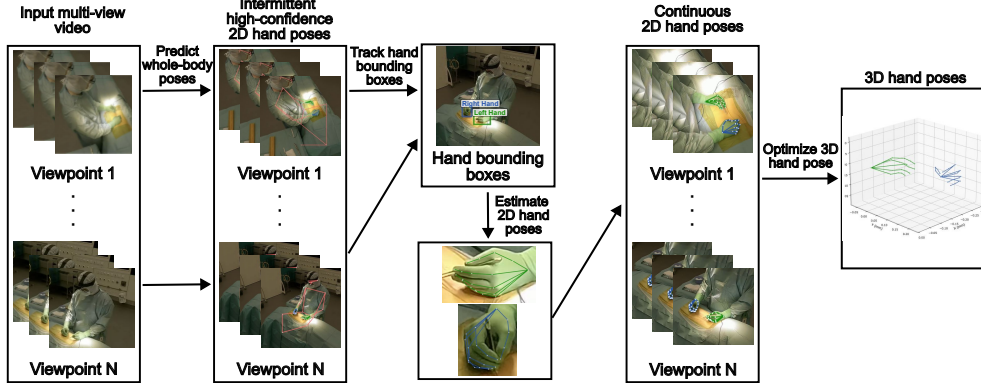 Input multi-view
video
Viewpoint 1
Viewpoint N
Predict
whole-body
poses
Intermittent
high-confidence
2D hand poses
Viewpoint 1
Viewpoint N
Track hand
bounding
boxes
Right Hand
Left Hand
Hand bounding
boxes
Estimate
2D hand
poses
Continuous
2D hand poses
Viewpoint 1
Viewpoint N
Optimize 3D
hand pose
3D hand poses